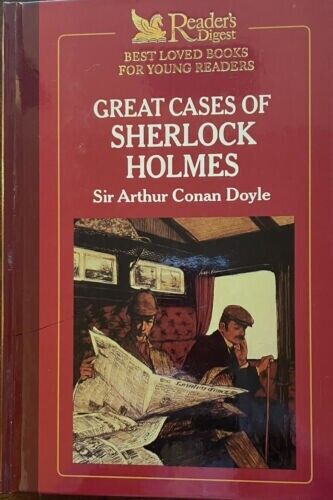 Reader's
Digest
BEST LOVED BOOKS
FOR YOUNG READERS
GREAT CASES OF
SHERLOCK
HOLMES
Sir Arthur Conan Doyle